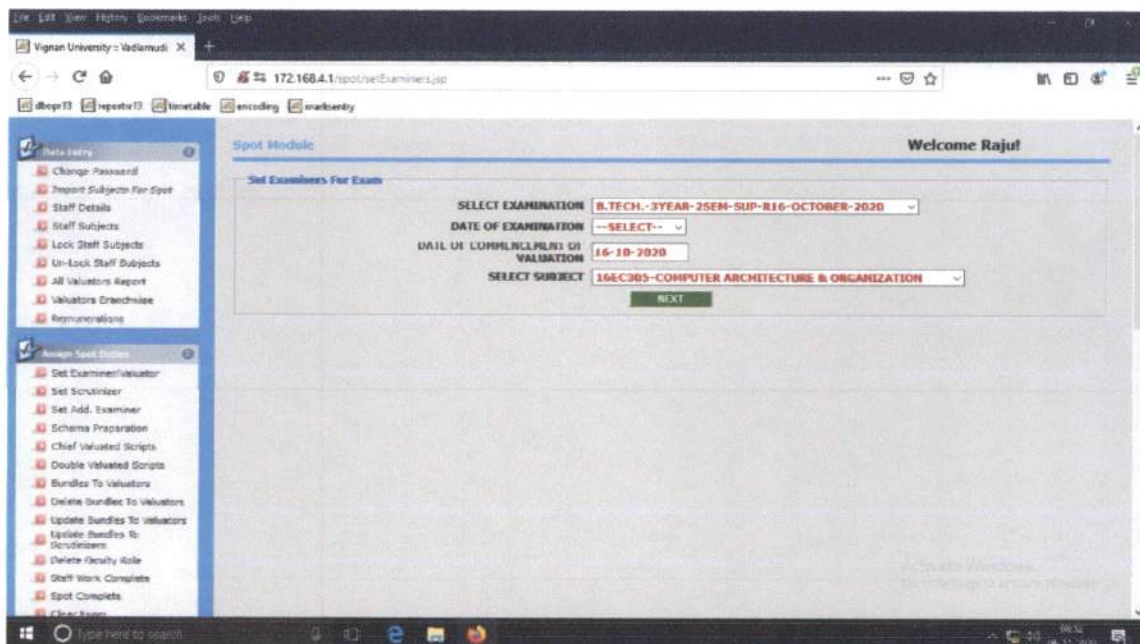 File Edit View History Bookmarks Tools Help
Vignan University :: Vadlamudi
172.168.4.1/spot/setExaminers.jsp
timetable encoding marksentry
Spot Module
Welcome Raju!
Data Entry
Change Password
Import Subjects For Spot
Staff Details
Staff Subjects
Lock Staff Subjects
Un-Lock Staff Subjects
All Valuators Report
Valuators Branchwise
Remunerations
Set Examiners For Exam
SELECT EXAMINATION B.TECH.-3YEAR-2SEM-SUP-R16-OCTOBER-2020
DATE OF EXAMINATION --SELECT--
DATE OF COMMENCEMENT OF
VALUATION 16-10-2020
SELECT SUBJECT 16EC305-COMPUTER ARCHITECTURE & ORGANIZATION
NEXT
Assign Spot Duties
Set Examiner/Valuator
Set Scrutinizer
Set Add. Examiner
Schema Preparation
Chief Valuated Scripts
Double Valuated Scripts
Bundles To Valuators
Delete Bundles To Valuators
Update Bundles To Valuators
Update Bundles To
Scrutinizers
Delete Faculty Role
Staff Work Complete
Spot Complete
Activate Windows
Type here to search